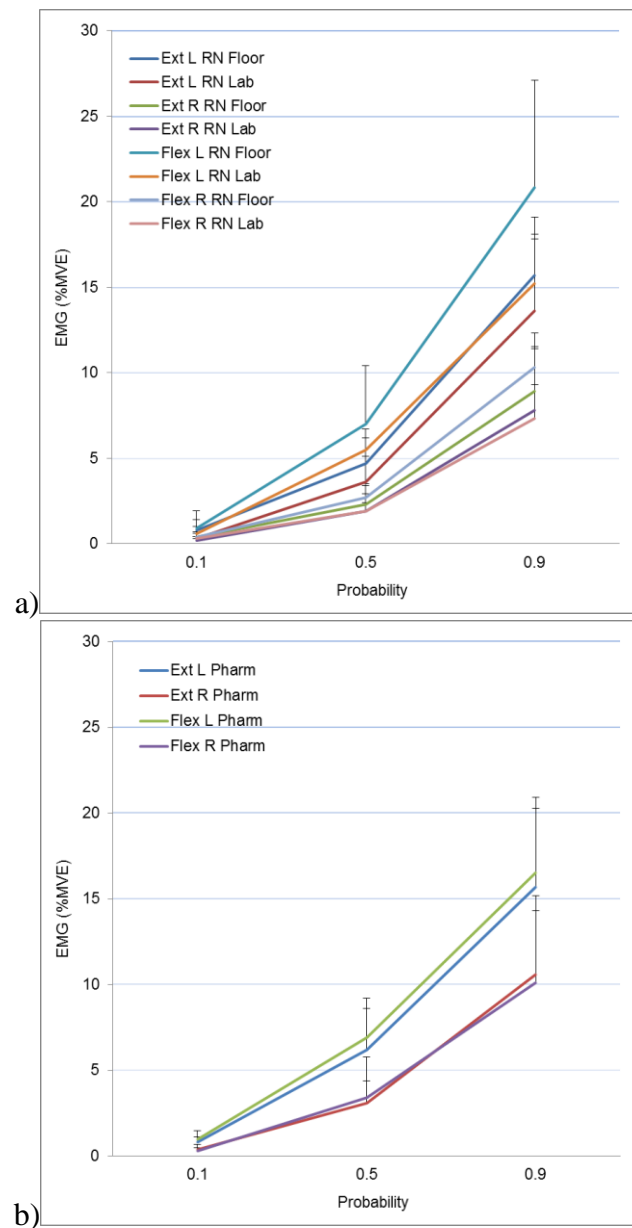 30
25
20
15
10
5
0
EMG (%MVE)
Ext L RN Floor
Ext L RN Lab
Ext R RN Floor
Ext R RN Lab
Flex L RN Floor
Flex L RN Lab
Flex R RN Floor
Flex R RN Lab
0.1 0.5 0.9
Probability
a)
30
25
20
15
10
5
0
EMG (%MVE)
Ext L Pharm
Ext R Pharm
Flex L Pharm
Flex R Pharm
0.1 0.5 0.9
Probability
b)